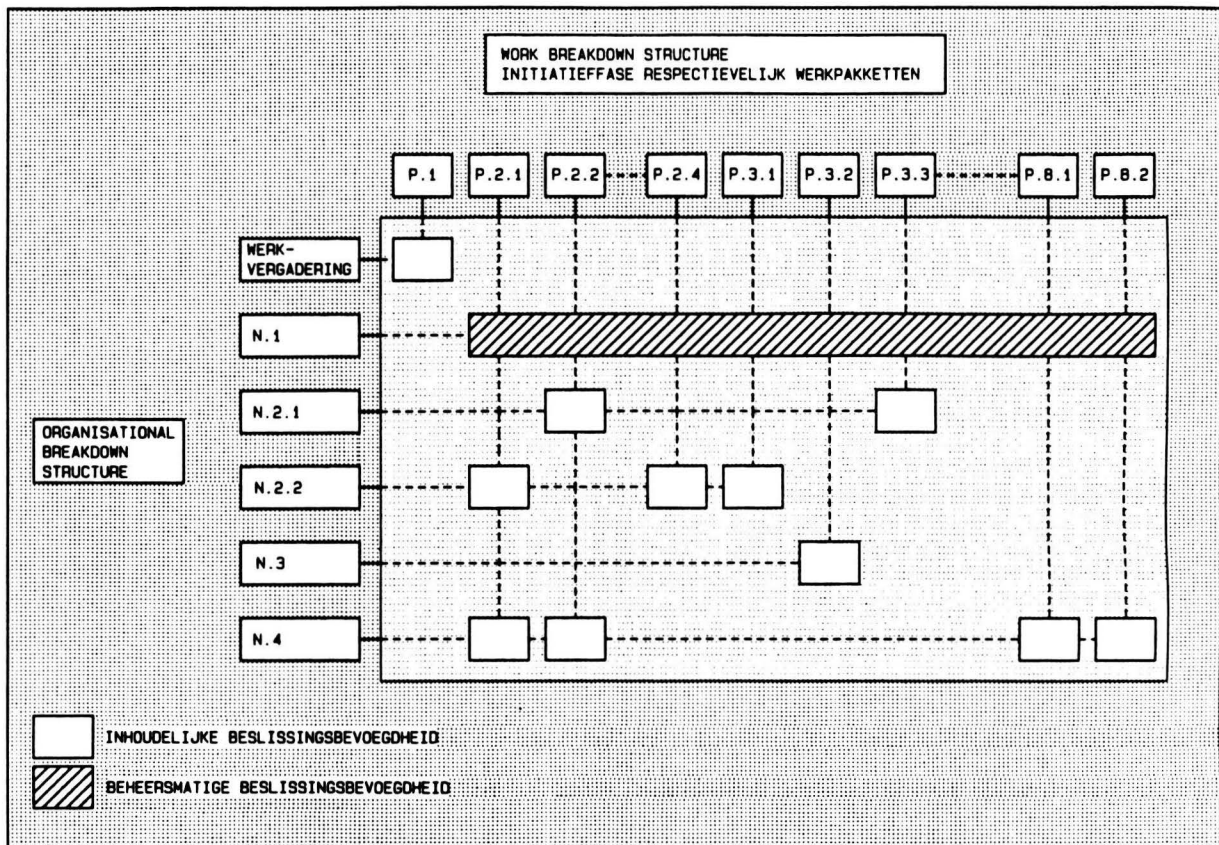 WORK BREAKDOWN STRUCTURE
INITIATIEFFASE RESPECTIEVELIJK WERKPAKKETTEN
P.1
P.2.1
P.2.2
P.2.4
P.3.1
P.3.2
P.3.3
P.8.1
P.8.2
WERK-
VERGADERING
N.1
N.2.1
ORGANISATIONAL
BREAKDOWN
STRUCTURE
N.2.2
N.3
N.4
INHOUDELIJKE BESLISSINGSBEVOEGDHEID
BEHEERSMATIGE BESLISSINGSBEVOEGDHEID